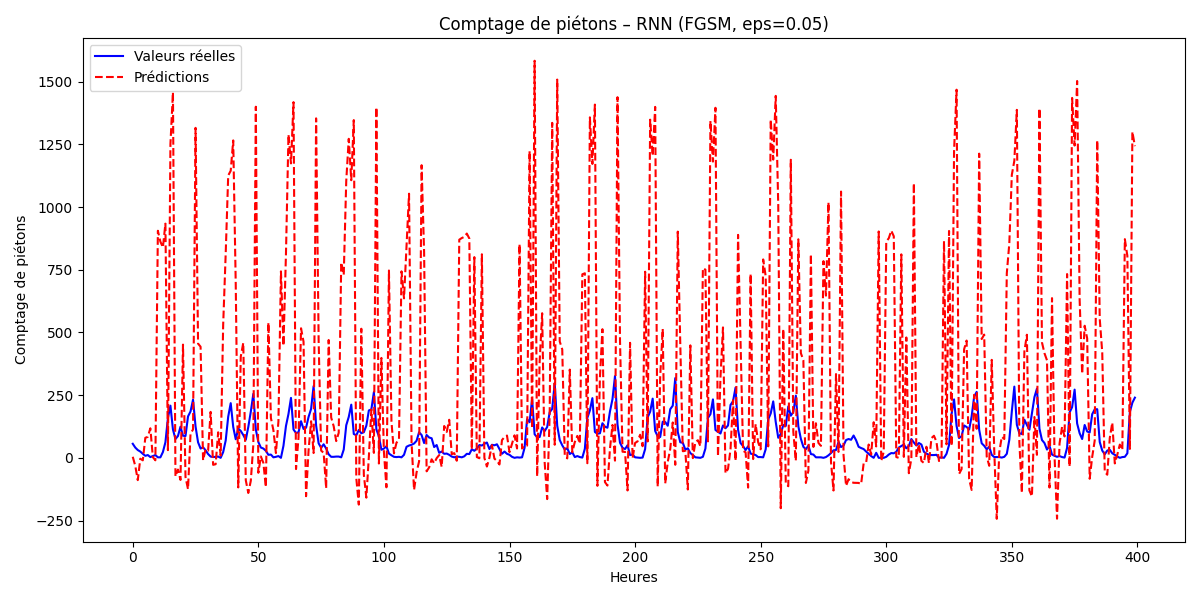 Comptage de piétons – RNN (FGSM, eps=0.05)
Valeurs réelles
Prédictions
1500
1250
1000
750
500
250
0
−250
Comptage de piétons
0 50 100 150 200 250 300 350 400
Heures